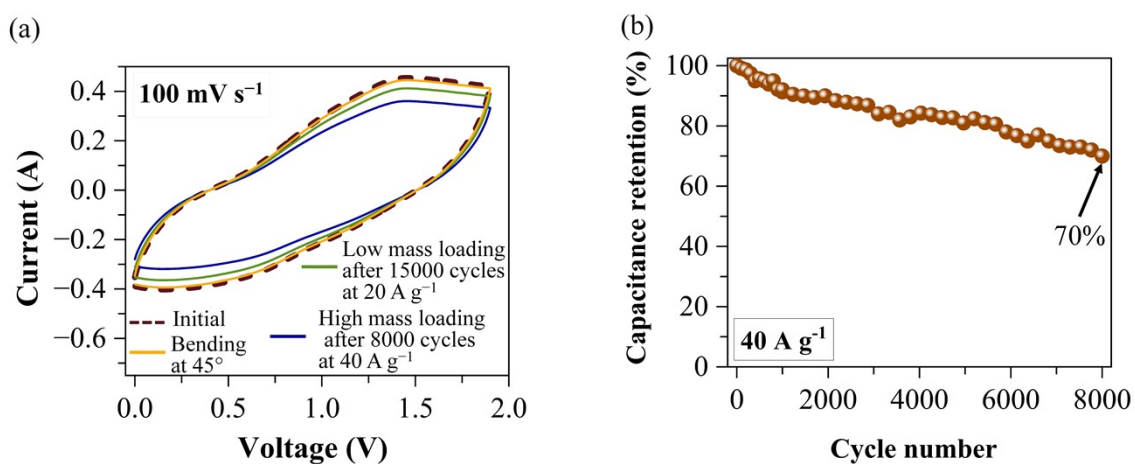 (a)
100 mV s⁻¹
Current (A)
0.4
0.2
0.0
−0.2
−0.4
−0.6
Low mass loading
after 15000 cycles
at 20 A g⁻¹
Initial
Bending
at 45°
High mass loading
after 8000 cycles
at 40 A g⁻¹
0.0 0.5 1.0 1.5 2.0
Voltage (V)
(b)
Capacitance retention (%)
100
80
60
40
20
0
70%
40 A g⁻¹
0 2000 4000 6000 8000
Cycle number